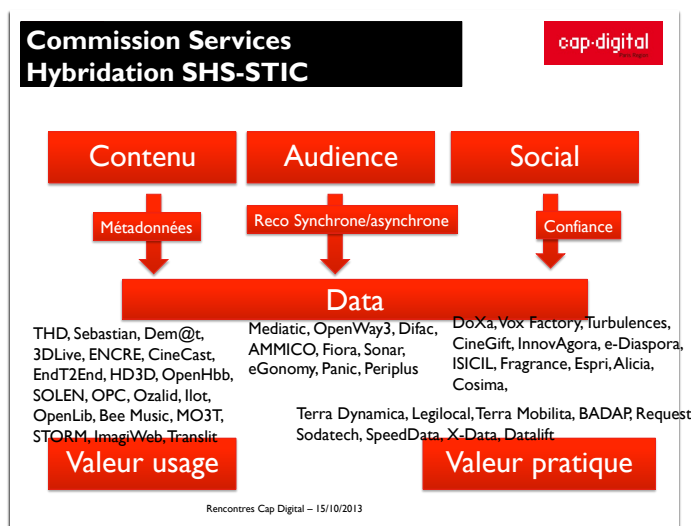 Commission Services
Hybridation SHS-STIC
cap·digital
Contenu
Audience
Social
Métadonnées
Reco Synchrone/asynchrone
Confiance
Data
THD, Sebastian, Dem@t,
3DLive, ENCRE, CineCast,
EndT2End, HD3D, OpenHbb,
SOLEN, OPC, Ozalid, Ilot,
OpenLib, Bee Music, MO3T,
STORM, ImagiWeb, Translit
Mediatic, OpenWay3, Difac,
AMMICO, Fiora, Sonar,
eGonomy, Panic, Periplus
DoXa, Vox Factory, Turbulences,
CineGift, InnovAgora, e-Diaspora,
ISICIL, Fragrance, Espri, Alicia,
Cosima,
Terra Dynamica, Legilocal, Terra Mobilita, BADAP, Request
Sodatech, SpeedData, X-Data, Datalift
Valeur usage
Valeur pratique
Rencontres Cap Digital – 15/10/2013